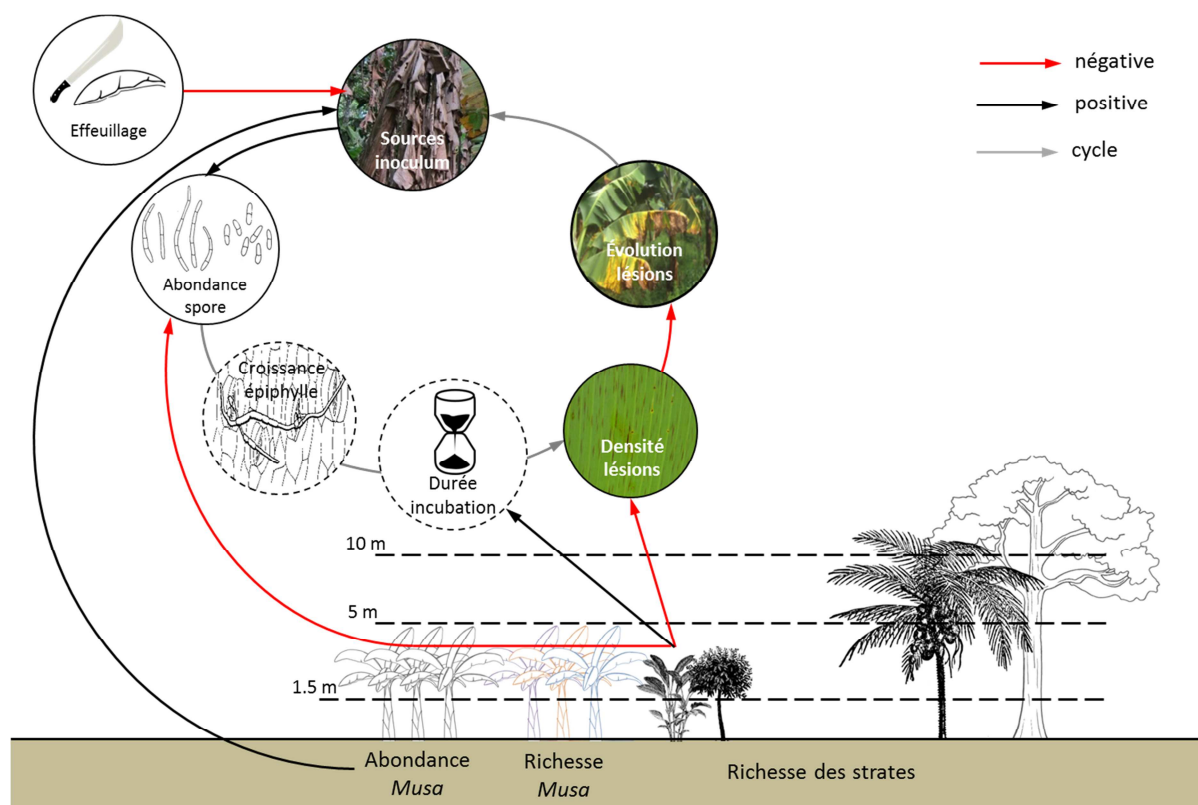 Effeuillage
Sources
inoculum
négative
positive
cycle
Abondance
spore
Évolution
lésions
Croissance
épiphylle
Durée
incubation
Densité
lésions
10 m
5 m
1.5 m
Abondance
Musa
Richesse
Musa
Richesse des strates